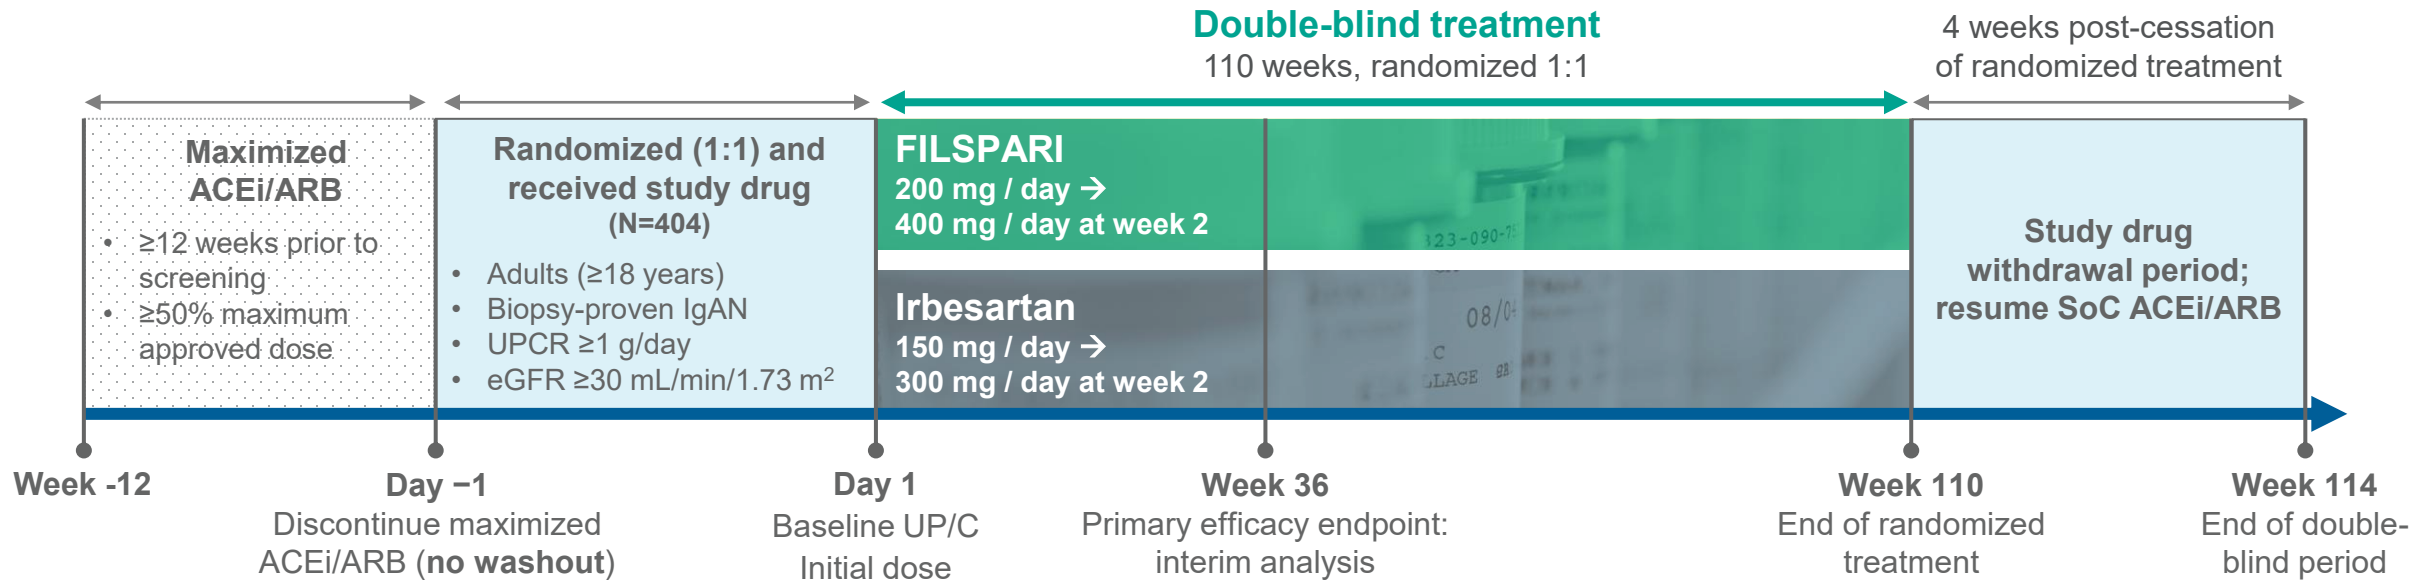 Double-blind treatment
110 weeks, randomized 1:1
4 weeks post-cessation
of randomized treatment
Maximized
ACEi/ARB
• ≥12 weeks prior to
screening
• ≥50% maximum
approved dose
Randomized (1:1) and
received study drug
(N=404)
• Adults (≥18 years)
• Biopsy-proven IgAN
• UPCR ≥1 g/day
• eGFR ≥30 mL/min/1.73 m²
FILSPARI
200 mg / day →
400 mg / day at week 2
Irbesartan
150 mg / day →
300 mg / day at week 2
323-090-75
08/0
LLAGE
Study drug
withdrawal period;
resume SoC ACEi/ARB
Week -12
Day −1
Discontinue maximized
ACEi/ARB (no washout)
Day 1
Baseline UP/C
Initial dose
Week 36
Primary efficacy endpoint:
interim analysis
Week 110
End of randomized
treatment
Week 114
End of double-
blind period